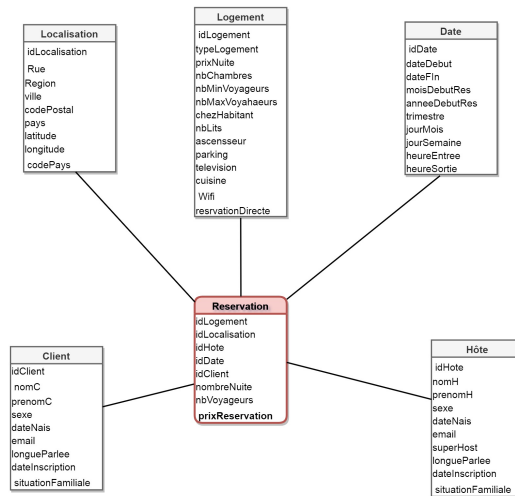 Localisation
idLocalisation
Rue
Region
ville
codePostal
pays
latitude
longitude
codePays
Logement
idLogement
typeLogement
prixNuite
nbChambres
nbMinVoyageurs
nbMaxVoyahaeurs
chezHabitant
nbLits
ascensseur
parking
television
cuisine
Wifi
resrvationDirecte
Date
idDate
dateDebut
dateFIn
moisDebutRes
anneeDebutRes
trimestre
jourMois
jourSemaine
heureEntree
heureSortie
Reservation
idLogement
idLocalisation
idHote
idDate
idClient
nombreNuite
nbVoyageurs
prixReservation
Client
idClient
nomC
prenomC
sexe
dateNais
email
longueParlee
dateInscription
situationFamiliale
Hôte
idHote
nomH
prenomH
sexe
dateNais
email
superHost
longueParlee
dateInscription
situationFamiliale